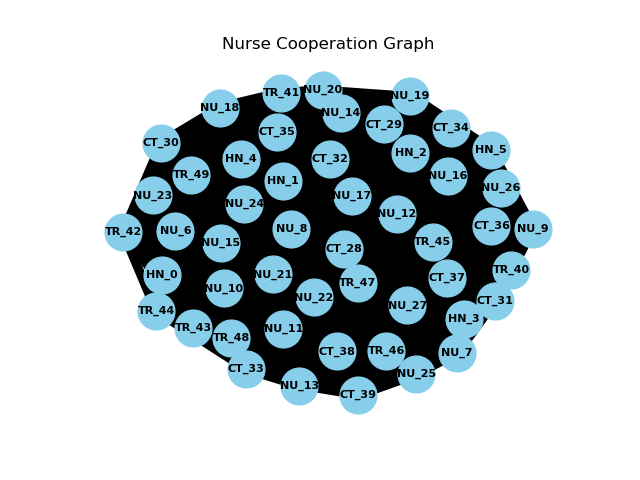 Nurse Cooperation Graph
NU_20
TR_41
NU_19
NU_18
NU_14
CT_29
CT_34
CT_35
CT_30
HN_5
HN_2
HN_4
CT_32
TR_49
NU_16
HN_1
NU_26
NU_23
NU_17
NU_24
NU_12
CT_36
NU_9
NU_8
NU_6
TR_42
NU_15
TR_45
CT_28
TR_40
HN_0
NU_21
CT_37
TR_47
NU_10
NU_22
CT_31
NU_27
TR_44
HN_3
TR_43
NU_11
TR_48
CT_38
TR_46
NU_7
CT_33
NU_25
NU_13
CT_39